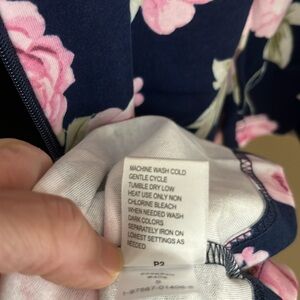 MACHINE WASH COLD
GENTLE CYCLE
TUMBLE DRY LOW
HEAT USE ONLY NON
CHLORINE BLEACH
WHEN NEEDED WASH
DARK COLORS
SEPARATELY IRON ON
LOWEST SETTINGS AS
NEEDED
P2